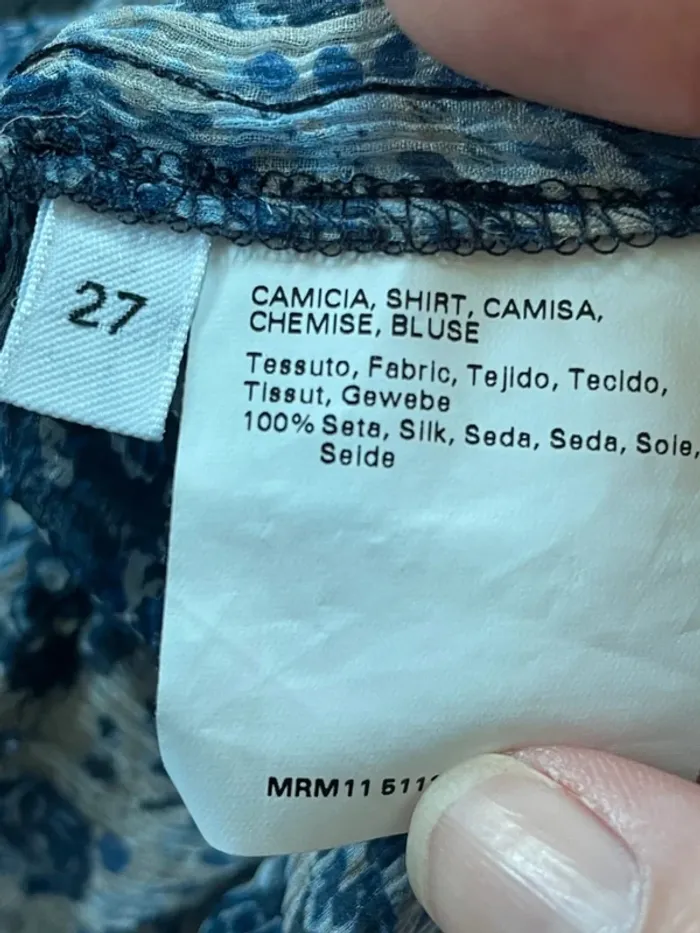 27
CAMICIA, SHIRT, CAMISA,
CHEMISE, BLUSE
Tessuto, Fabric, Tejido, Tecido,
Tissut, Gewebe
100% Seta, Silk, Seda, Seda, Soie,
Seide
MRM11